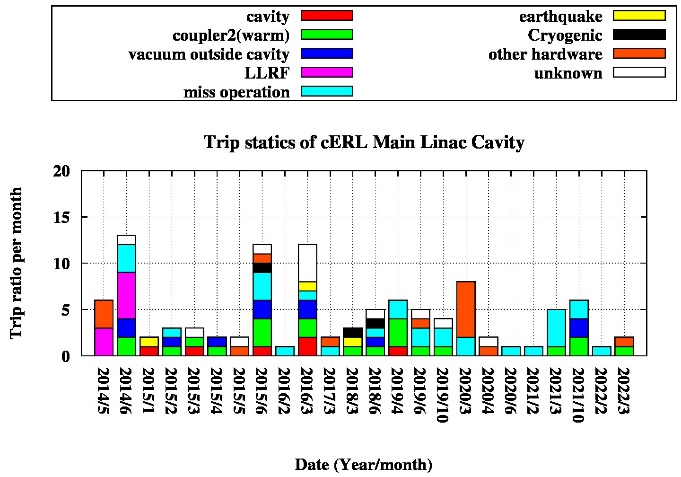 cavity
coupler2(warm)
vacuum outside cavity
LLRF
miss operation
earthquake
Cryogenic
other hardware
unknown
Trip statics of cERL Main Linac Cavity
Trip ratio per month
20
15
10
5
0
2014/5
2014/6
2015/1
2015/2
2015/3
2015/4
2015/5
2015/6
2016/2
2016/3
2017/3
2018/3
2018/6
2019/4
2019/6
2019/10
2020/3
2020/4
2020/6
2021/2
2021/3
2021/10
2022/2
2022/3
Date (Year/month)